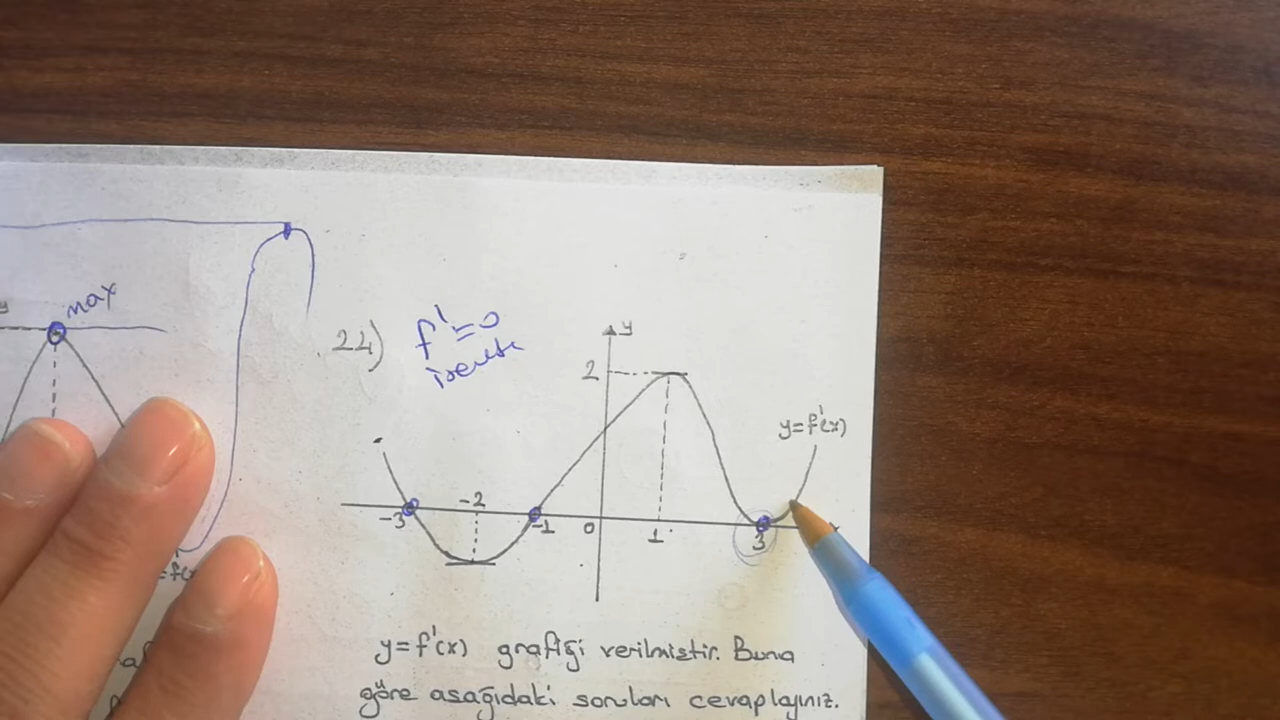 max
y
24)
f'=0
y
2
y=f'(x)
-2
-3
-1
0
1
3
x
y=f'(x) grafiği verilmiştir. Buna
göre aşağıdaki soruları cevaplayınız.